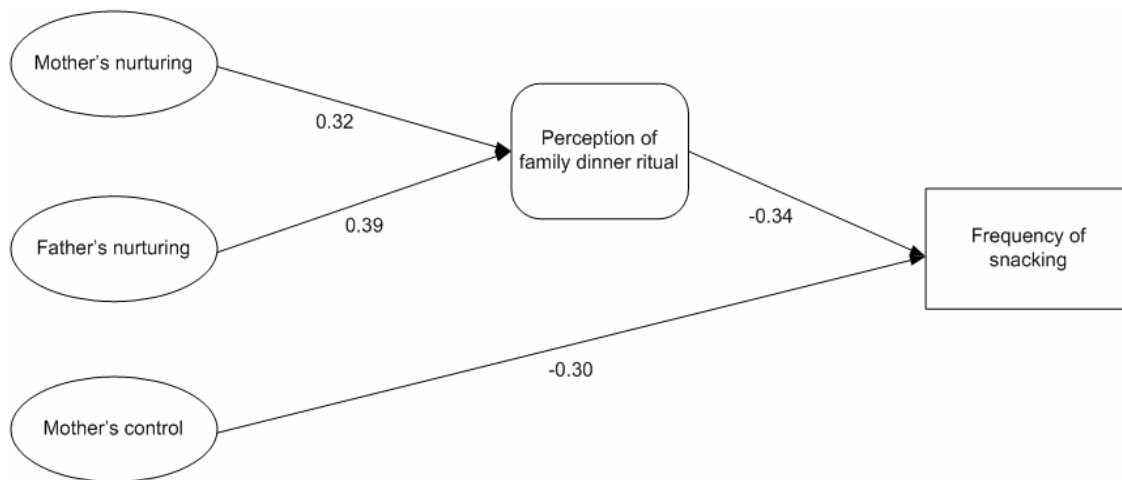 Mother's nurturing
0.32
Perception of
family dinner ritual
Father's nurturing
0.39
-0.34
Frequency of
snacking
-0.30
Mother's control